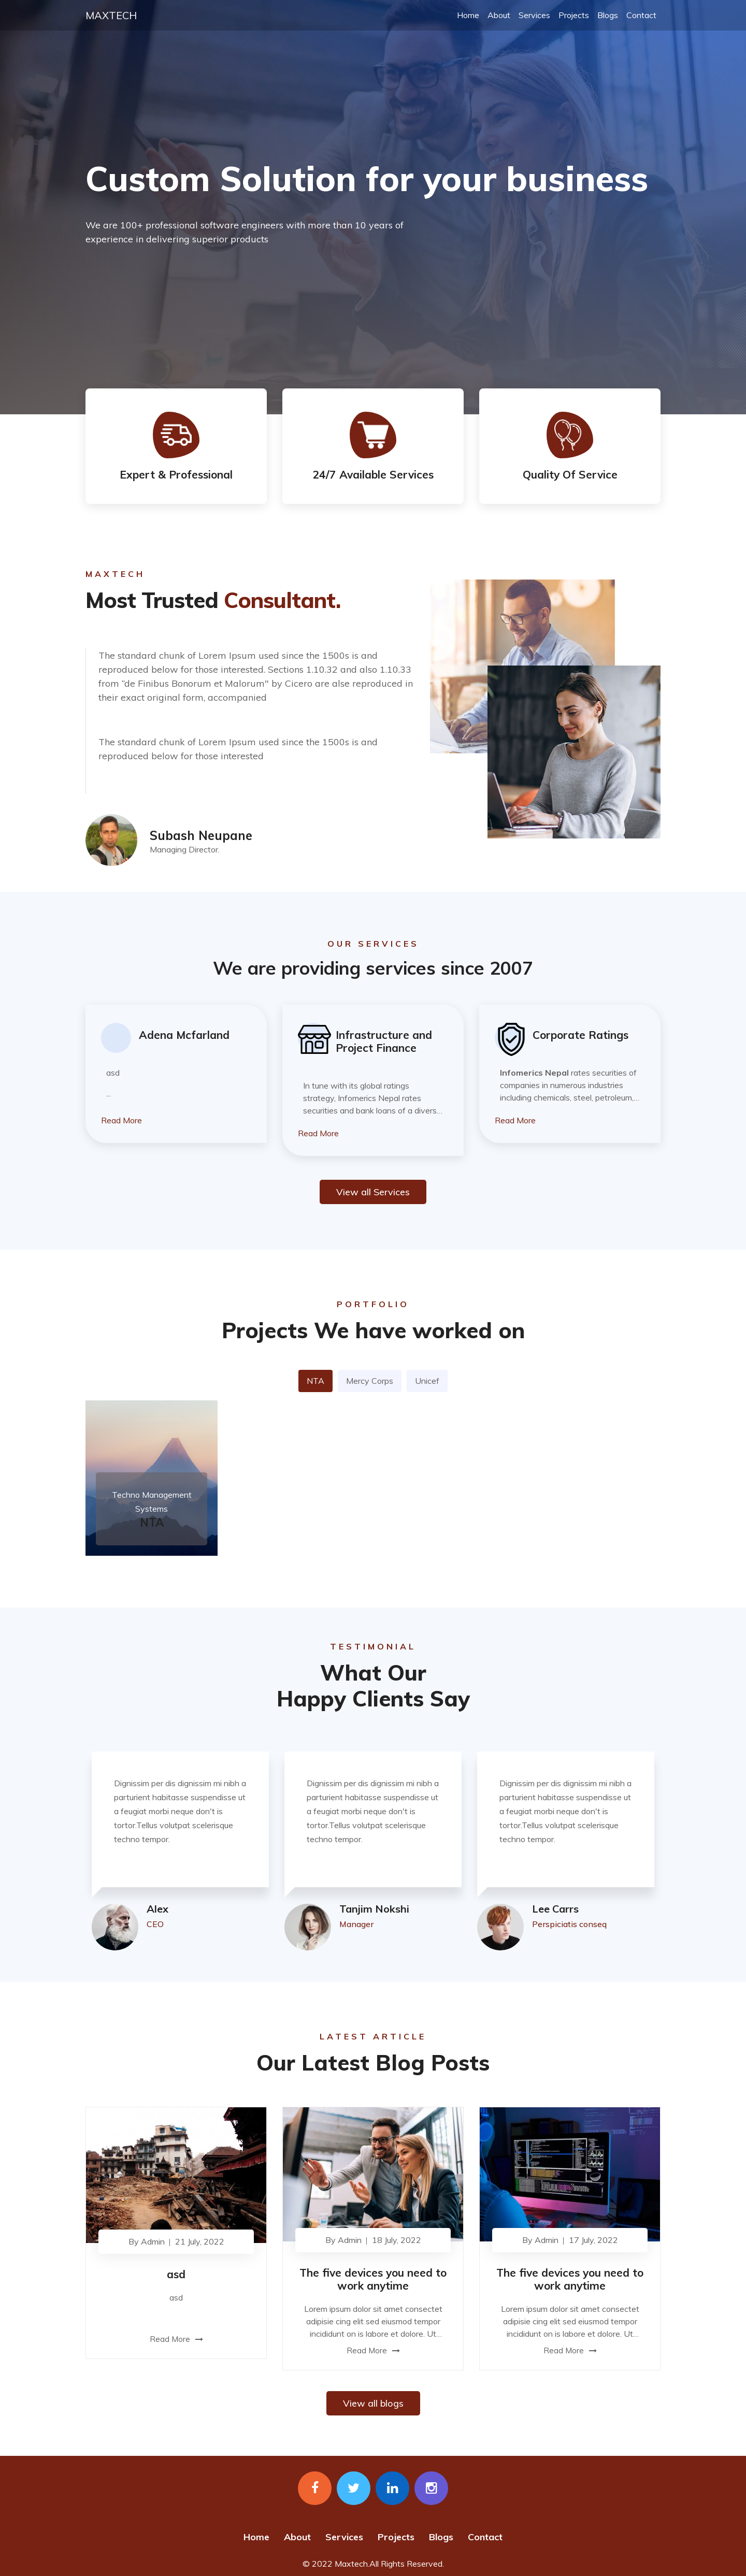 MAXTECH
Home About Services Projects Blogs Contact
Custom Solution for your business
We are 100+ professional software engineers with more than 10 years of
experience in delivering superior products
Expert & Professional
24/7 Available Services
Quality Of Service
MAXTECH
Most Trusted Consultant.
The standard chunk of Lorem Ipsum used since the 1500s is and
reproduced below for those interested. Sections 1.10.32 and also 1.10.33
from "de Finibus Bonorum et Malorum" by Cicero are alse reproduced in
their exact original form, accompanied
The standard chunk of Lorem Ipsum used since the 1500s is and
reproduced below for those interested
Subash Neupane
Managing Director.
OUR SERVICES
We are providing services since 2007
Adena Mcfarland
asd
...
Read More
Infrastructure and
Project Finance
In tune with its global ratings
strategy, Infomerics Nepal rates
securities and bank loans of a divers...
Read More
Corporate Ratings
Infomerics Nepal rates securities of
companies in numerous industries
including chemicals, steel, petroleum,...
Read More
View all Services
PORTFOLIO
Projects We have worked on
NTA Mercy Corps Unicef
Techno Management
Systems
NTA
TESTIMONIAL
What Our
Happy Clients Say
Dignissim per dis dignissim mi nibh a
parturient habitasse suspendisse ut
a feugiat morbi neque don't is
tortor.Tellus volutpat scelerisque
techno tempor.
Alex
CEO
Dignissim per dis dignissim mi nibh a
parturient habitasse suspendisse ut
a feugiat morbi neque don't is
tortor.Tellus volutpat scelerisque
techno tempor.
Tanjim Nokshi
Manager
Dignissim per dis dignissim mi nibh a
parturient habitasse suspendisse ut
a feugiat morbi neque don't is
tortor.Tellus volutpat scelerisque
techno tempor.
Lee Carrs
Perspiciatis conseq
LATEST ARTICLE
Our Latest Blog Posts
By Admin | 21 July, 2022
asd
asd
Read More
By Admin | 18 July, 2022
The five devices you need to
work anytime
Lorem ipsum dolor sit amet consectet
adipisie cing elit sed eiusmod tempor
incididunt on is labore et dolore. Ut...
Read More
By Admin | 17 July, 2022
The five devices you need to
work anytime
Lorem ipsum dolor sit amet consectet
adipisie cing elit sed eiusmod tempor
incididunt on is labore et dolore. Ut...
Read More
View all blogs
Home About Services Projects Blogs Contact
© 2022 Maxtech.All Rights Reserved.